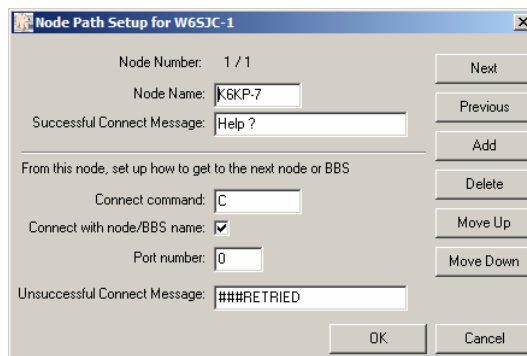 Node Path Setup for W6SJC-1
Node Number: 1 / 1
Node Name: K6KP-7
Successful Connect Message: Help ?
From this node, set up how to get to the next node or BBS
Connect command: C
Connect with node/BBS name:
Port number: 0
Unsuccessful Connect Message: ###RETRIED
Next
Previous
Add
Delete
Move Up
Move Down
OK
Cancel